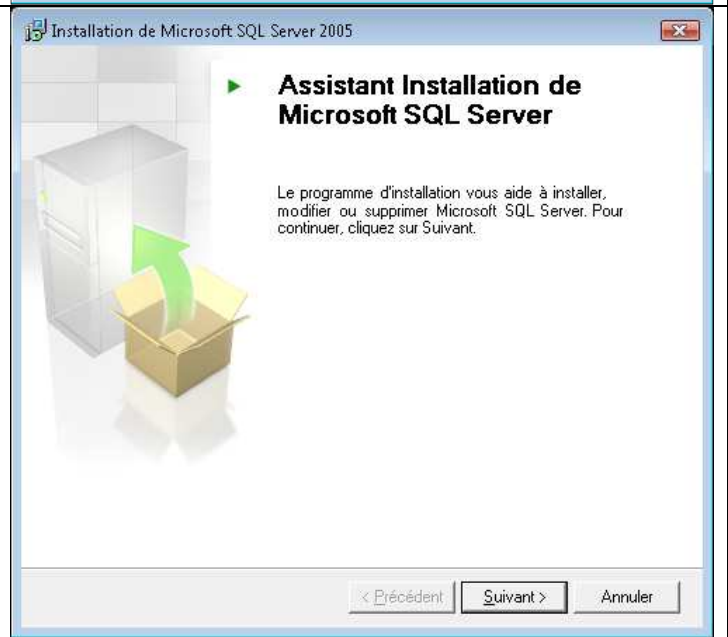 Installation de Microsoft SQL Server 2005
Assistant Installation de
Microsoft SQL Server
Le programme d'installation vous aide à installer,
modifier ou supprimer Microsoft SQL Server. Pour
continuer, cliquez sur Suivant.
< Précédent
Suivant >
Annuler